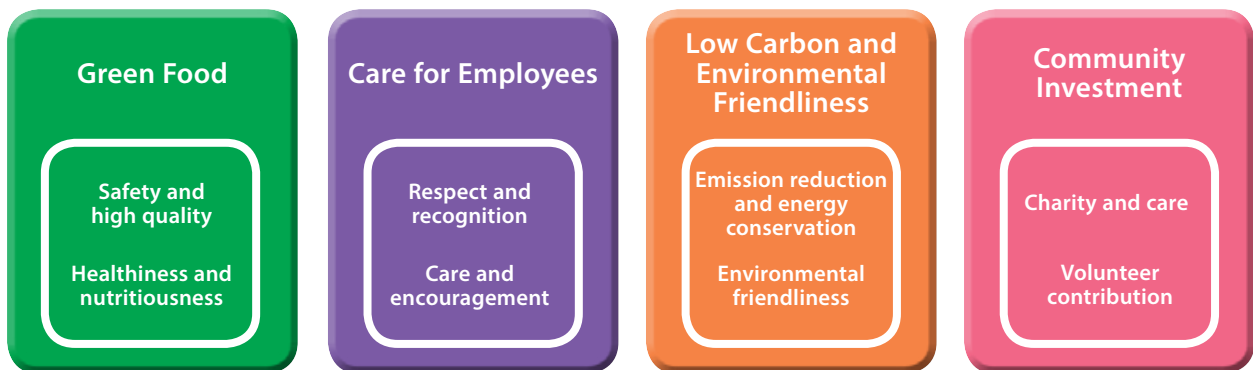 Green Food
Safety and
high quality
Healthiness and
nutritiousness
Care for Employees
Respect and
recognition
Care and
encouragement
Low Carbon and
Environmental
Friendliness
Emission reduction
and energy
conservation
Environmental
friendliness
Community
Investment
Charity and care
Volunteer
contribution